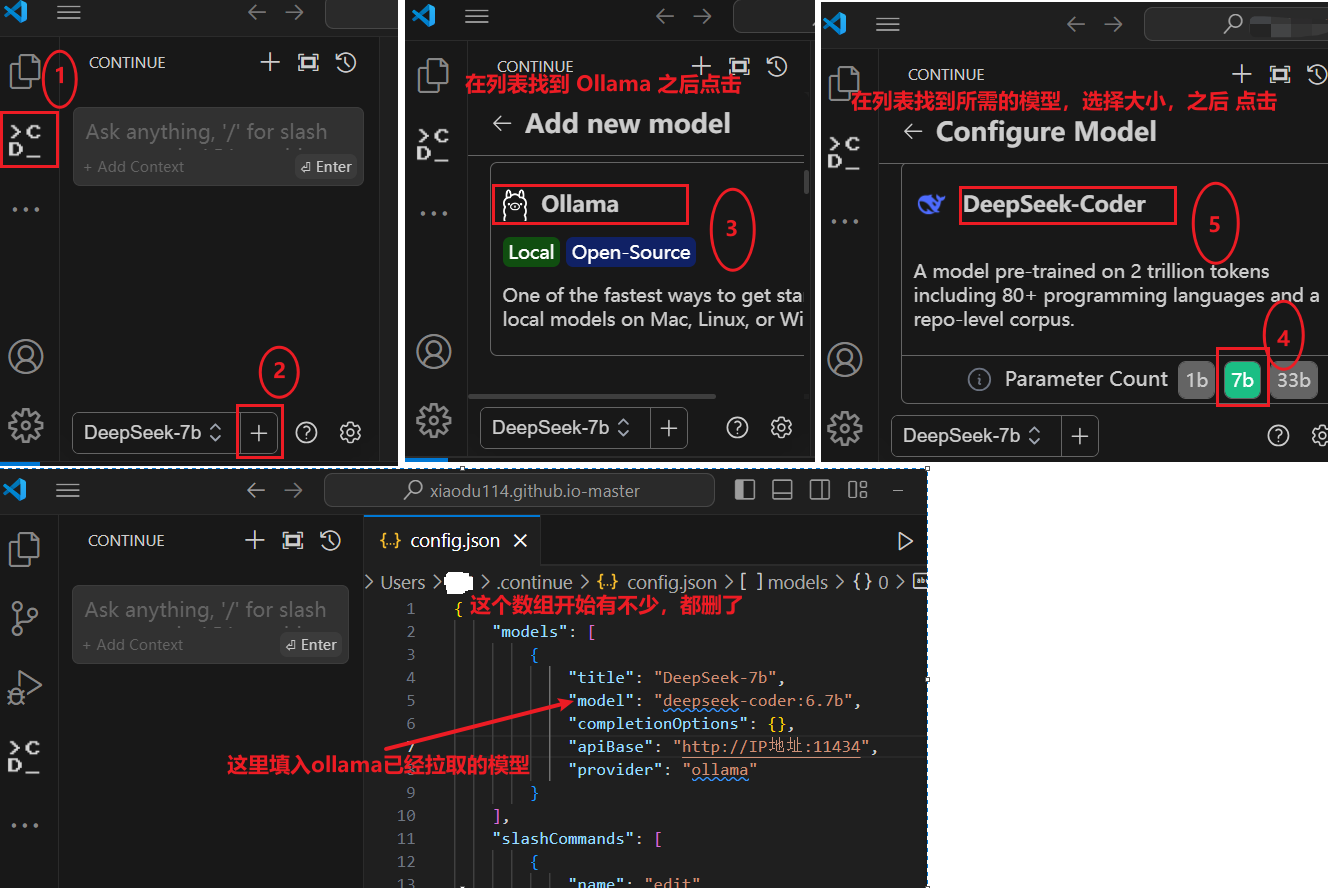 CONTINUE
1
Ask anything, '/' for slash
+ Add Context
Enter
2
DeepSeek-7b
CONTINUE
在列表找到 Ollama 之后点击
Add new model
Ollama
3
Local
Open-Source
One of the fastest ways to get sta
local models on Mac, Linux, or Wi
DeepSeek-7b
CONTINUE
在列表找到所需的模型，选择大小，之后 点击
Configure Model
DeepSeek-Coder
5
A model pre-trained on 2 trillion tokens
including 80+ programming languages and a
repo-level corpus.
4
Parameter Count 1b 7b 33b
DeepSeek-7b
xiaodu114.github.io-master
CONTINUE
Ask anything, '/' for slash
+ Add Context
Enter
{..} config.json
Users > .continue > {..} config.json > [ ] models > {} 0 >
1 {
这个数组开始有不少，都删了
2 "models": [
3 {
4 "title": "DeepSeek-7b",
5 "model": "deepseek-coder:6.7b",
6 "completionOptions": {},
7 "apiBase": "http://IP地址:11434",
这里填入ollama已经拉取的模型
8 "provider": "ollama"
9 }
10 ],
11 "slashCommands": [
12 {
13 "name": "edit"